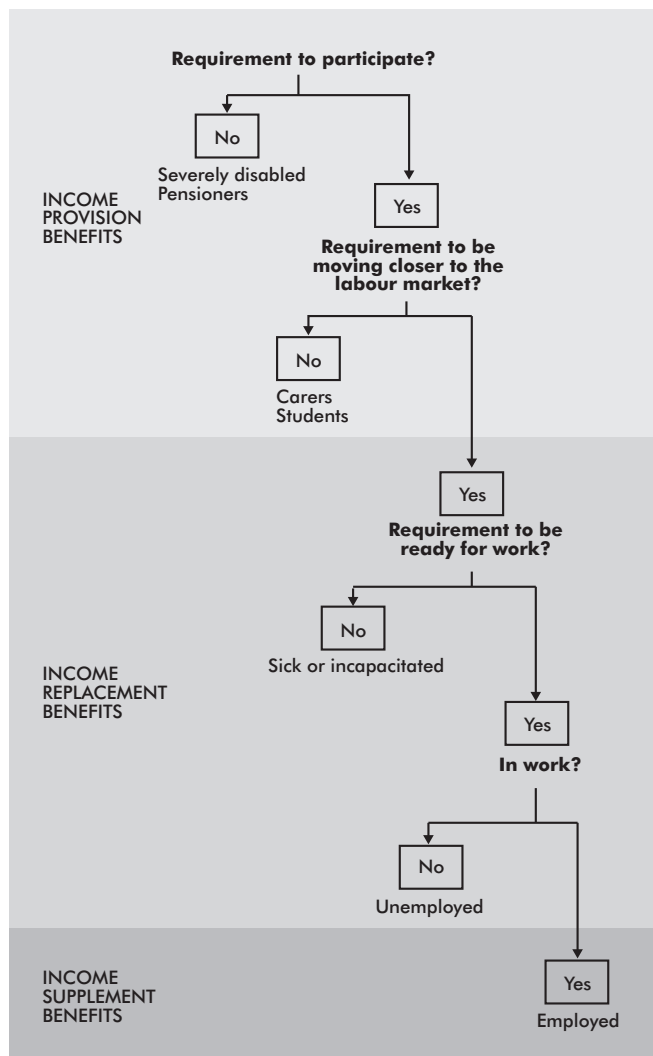 Requirement to participate?
No
Severely disabled
Pensioners
INCOME
PROVISION
BENEFITS
Yes
Requirement to be
moving closer to the
labour market?
No
Carers
Students
Yes
Requirement to be
ready for work?
No
Sick or incapacitated
INCOME
REPLACEMENT
BENEFITS
Yes
In work?
No
Unemployed
INCOME
SUPPLEMENT
BENEFITS
Yes
Employed